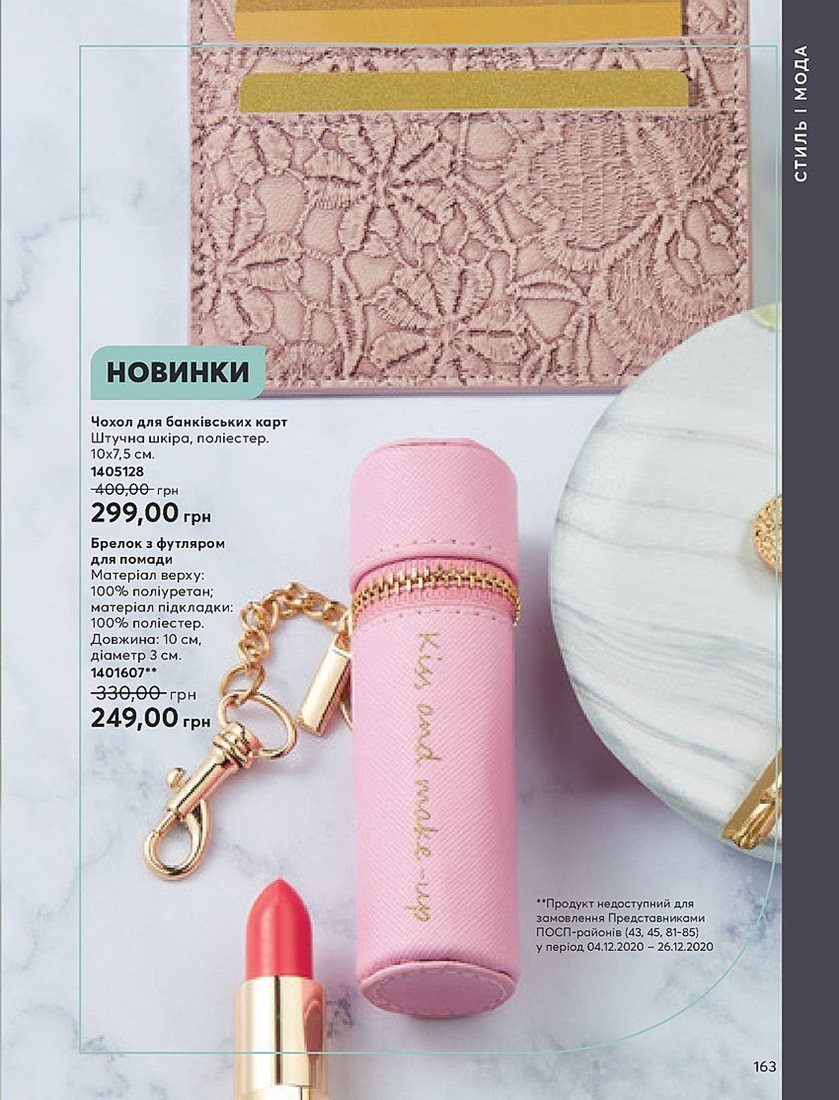 СТИЛЬ | МОДА
НОВИНКИ
Чохол для банківських карт
Штучна шкіра, поліестер.
10х7,5 см.
1405128
400,00 грн
299,00 грн
Брелок з футляром
для помади
Матеріал верху:
100% поліуретан;
матеріал підкладки:
100% поліестер.
Довжина: 10 см,
діаметр 3 см.
1401607**
330,00 грн
249,00 грн
Kiss and make-up
**Продукт недоступний для
замовлення Представниками
ПОСП-районів (43, 45, 81-85)
у період 04.12.2020 – 26.12.2020
163